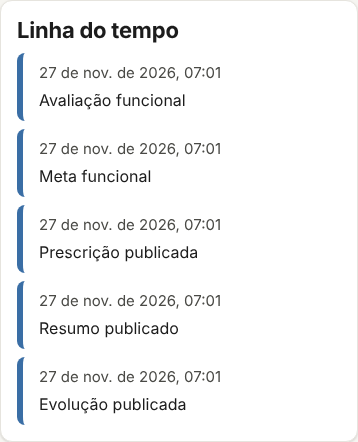 Linha do tempo
27 de nov. de 2026, 07:01
Avaliação funcional
27 de nov. de 2026, 07:01
Meta funcional
27 de nov. de 2026, 07:01
Prescrição publicada
27 de nov. de 2026, 07:01
Resumo publicado
27 de nov. de 2026, 07:01
Evolução publicada